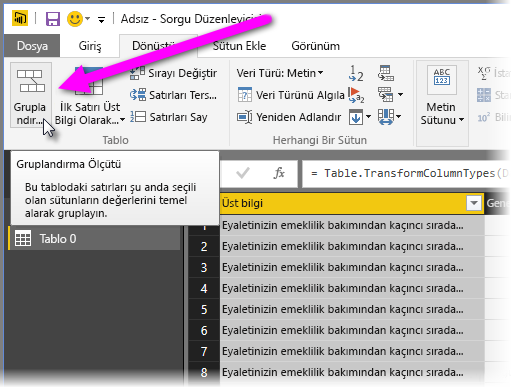 Adsız - Sorgu Düzenleyici
Dosya Giriş Dönüştür Sütun Ekle Görünüm
Grupla
ndır...
İlk Satırı Üst
Bilgi Olarak...
Sırayı Değiştir
Satırları Ters...
Satırları Say
Tablo
Veri Türü: Metin
Veri Türünü Algıla
Yeniden Adlandır
Herhangi Bir Sütun
ABC
123
Metin
Sütunu
Gruplandırma Ölçütü
Bu tablodaki satırları şu anda seçili
olan sütunların değerlerini temel
alarak gruplayın.
Tablo 0
= Table.TransformColumnTypes(D
Üst bilgi
1 Eyaletinizin emeklilik bakımından kaçıncı sırada...
2 Eyaletinizin emeklilik bakımından kaçıncı sırada...
3 Eyaletinizin emeklilik bakımından kaçıncı sırada...
4 Eyaletinizin emeklilik bakımından kaçıncı sırada...
5 Eyaletinizin emeklilik bakımından kaçıncı sırada...
6 Eyaletinizin emeklilik bakımından kaçıncı sırada...
7 Eyaletinizin emeklilik bakımından kaçıncı sırada...
8 Eyaletinizin emeklilik bakımından kaçıncı sırada...